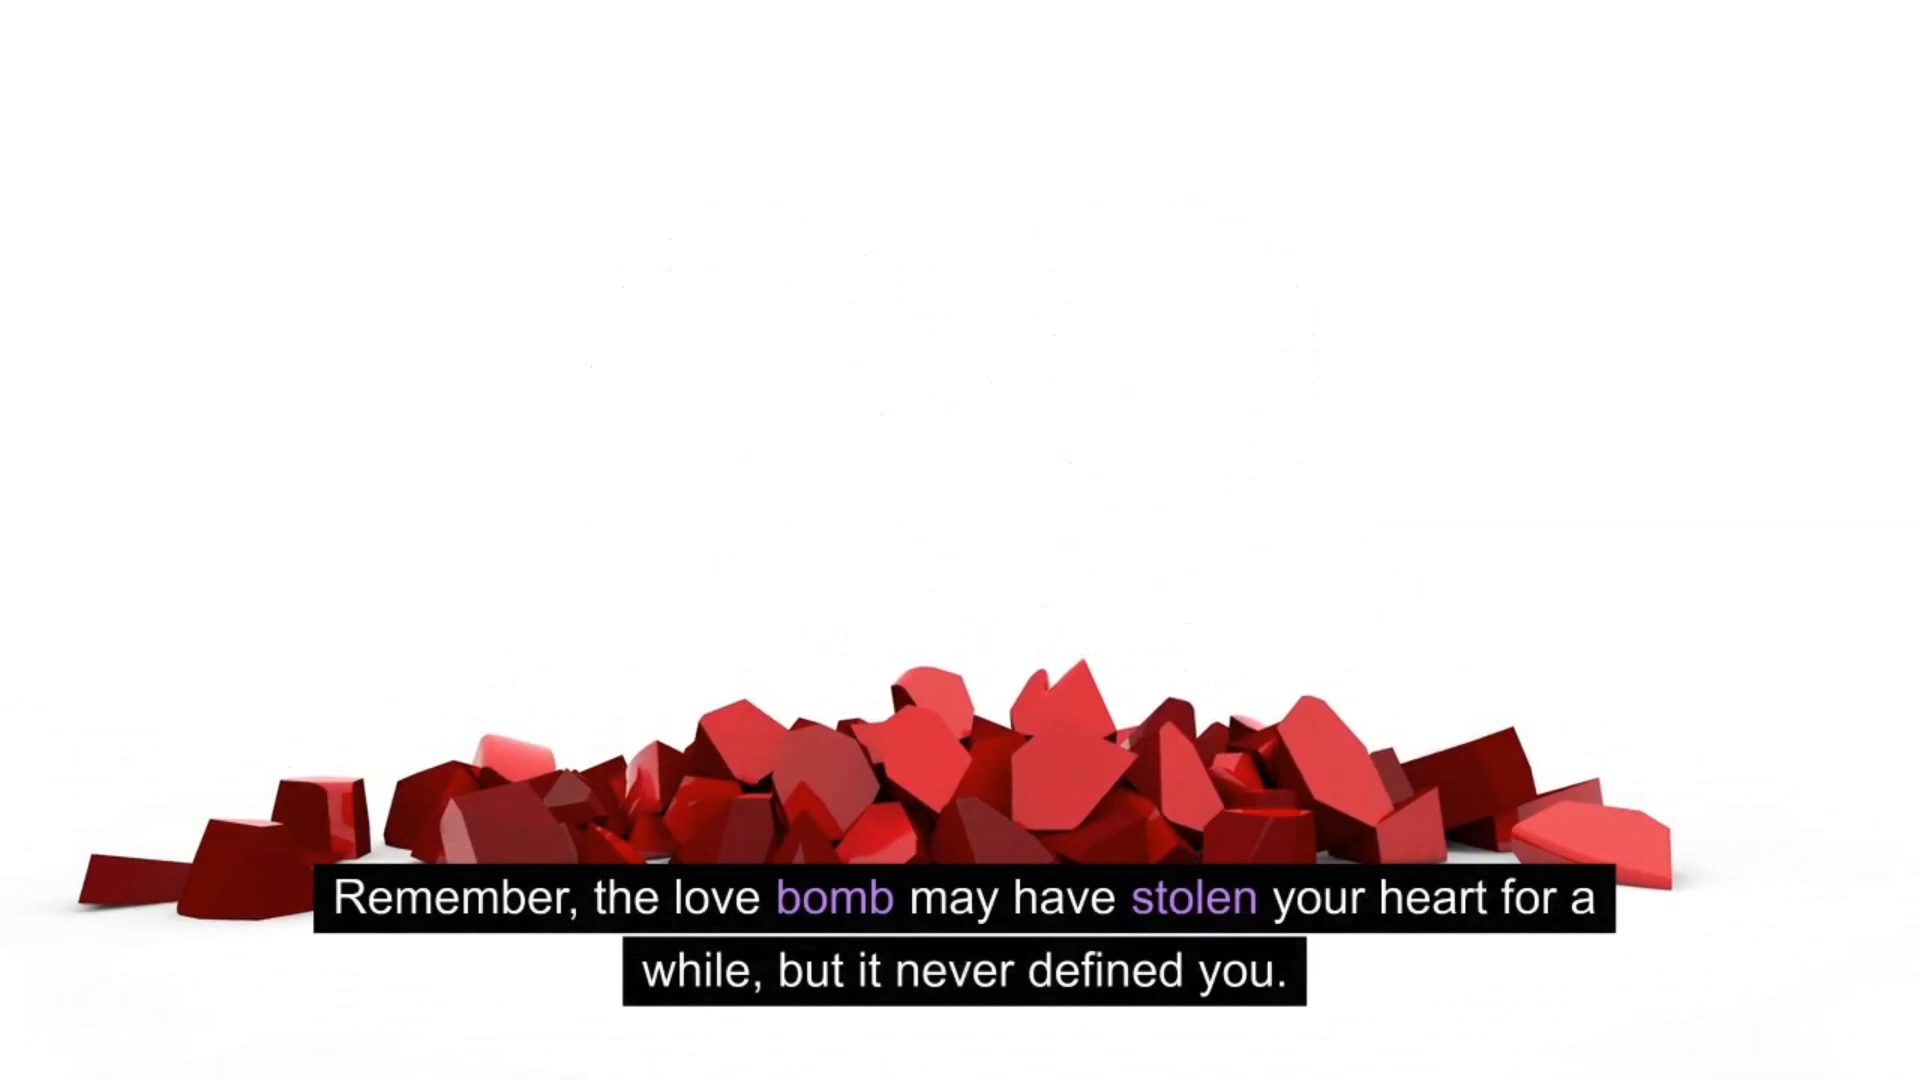 Remember, the love bomb may have stolen your heart for a
while, but it never defined you.